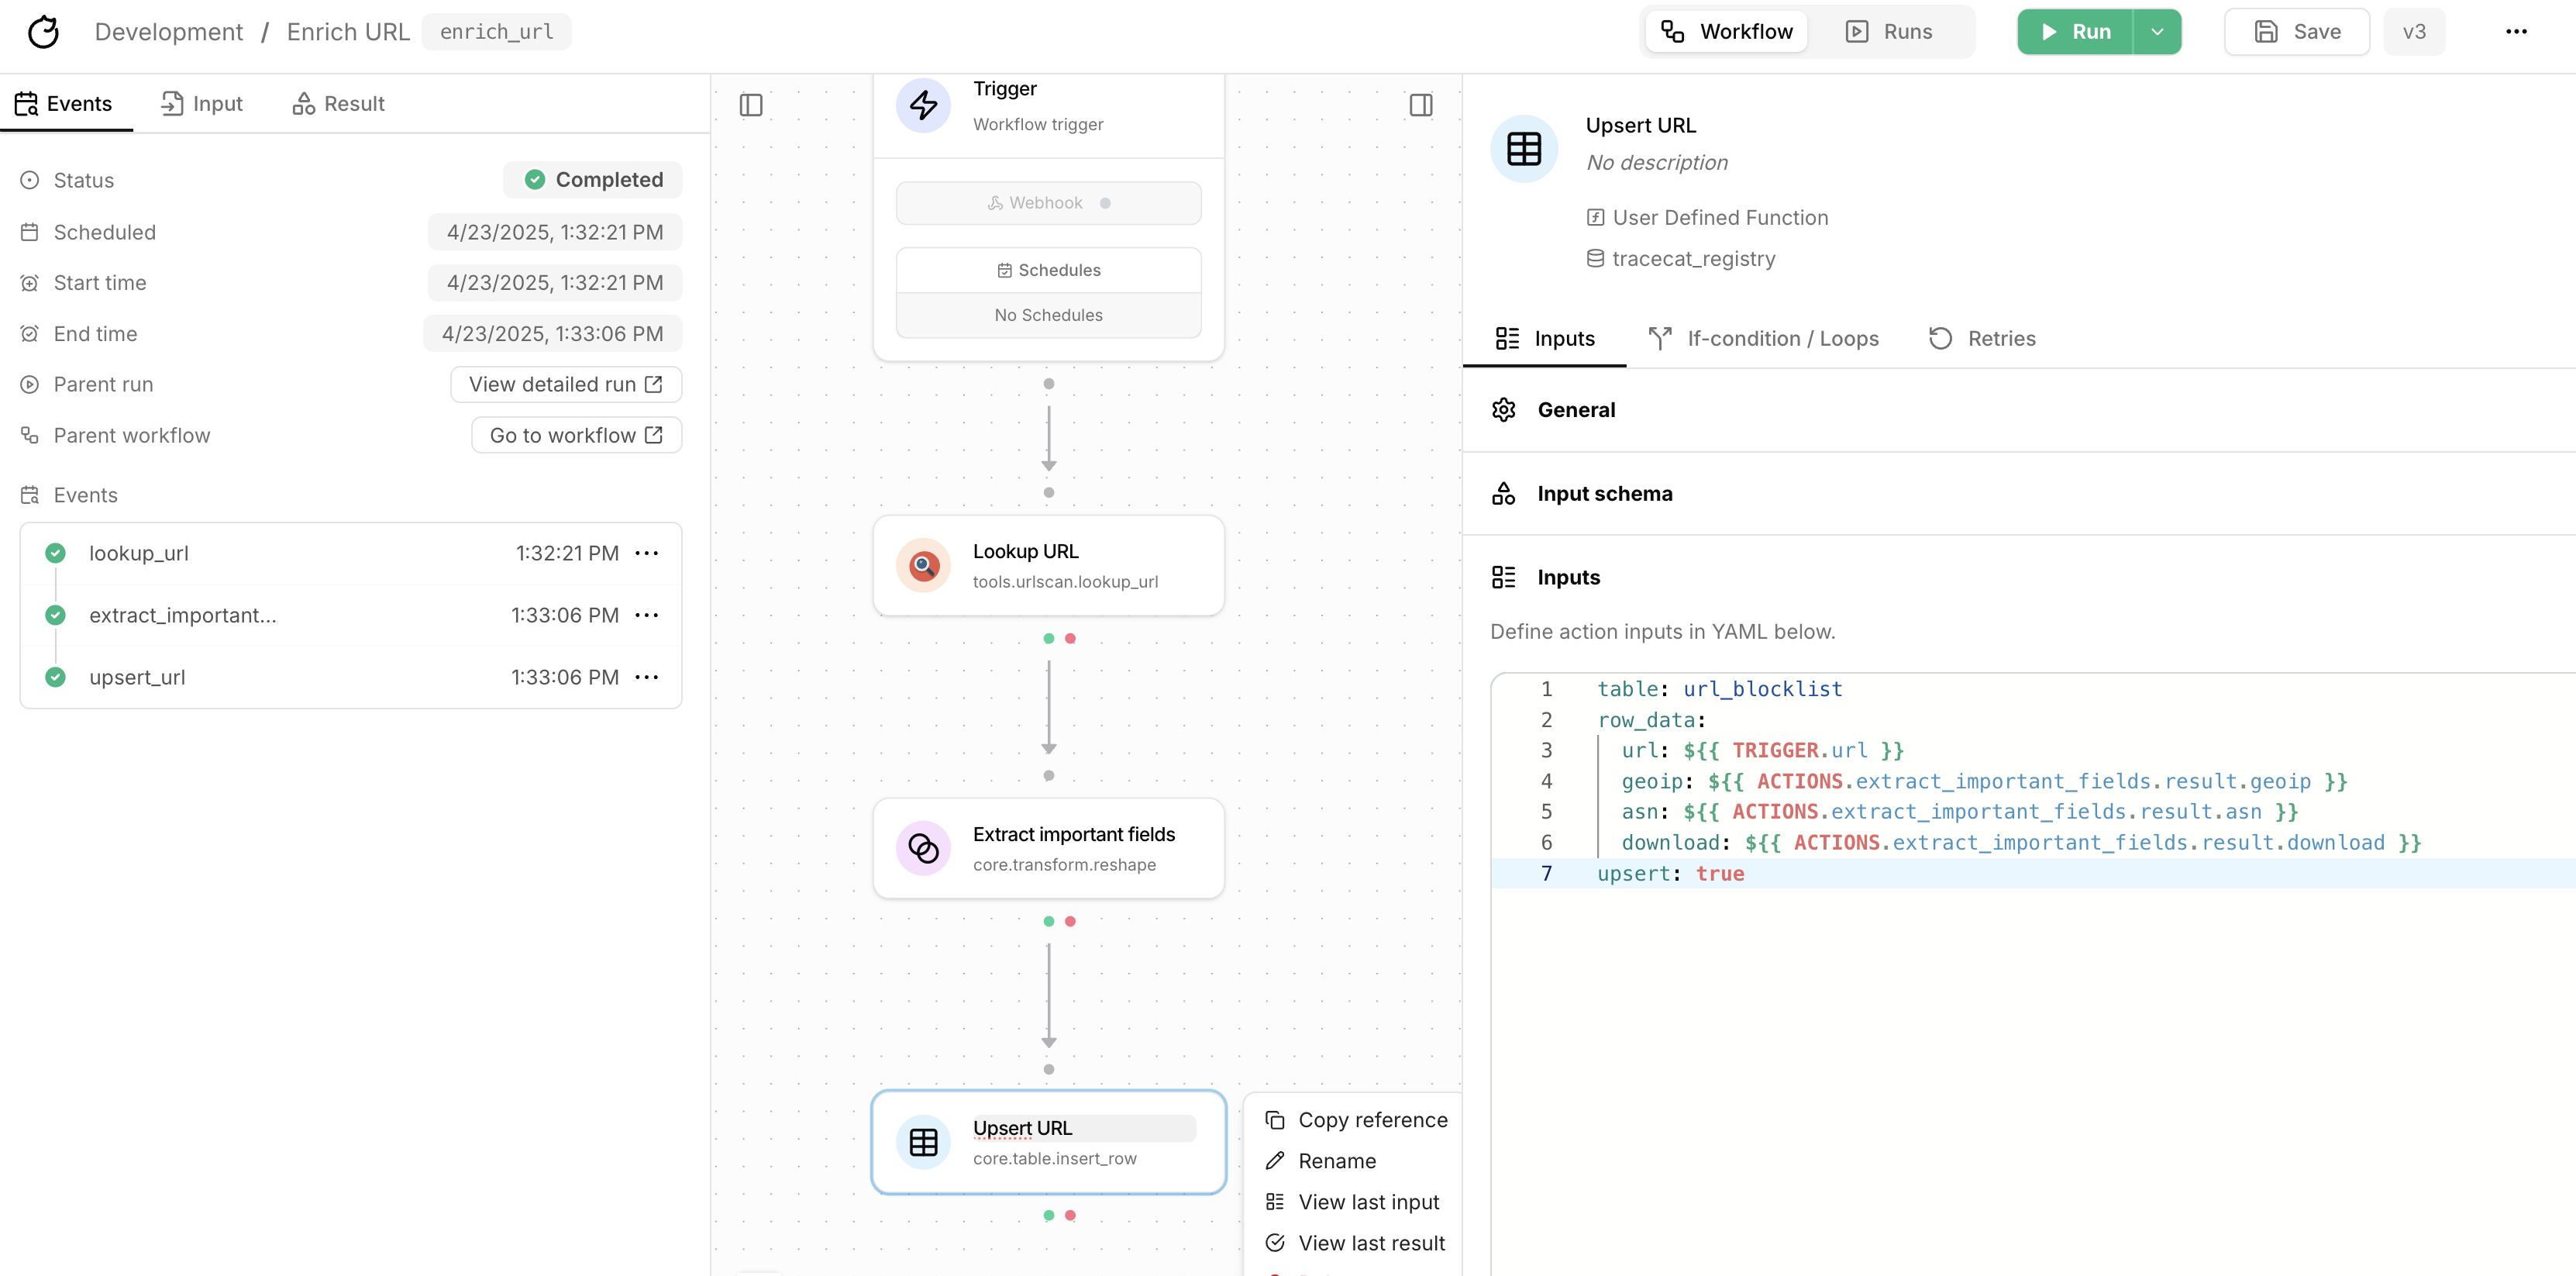 Development / Enrich URL enrich_url
Workflow Runs Run Save v3
Events Input Result
Status Completed
Scheduled 4/23/2025, 1:32:21 PM
Start time 4/23/2025, 1:32:21 PM
End time 4/23/2025, 1:33:06 PM
Parent run View detailed run
Parent workflow Go to workflow
Events
lookup_url 1:32:21 PM
extract_important... 1:33:06 PM
upsert_url 1:33:06 PM
Trigger
Workflow trigger
Webhook
Schedules
No Schedules
Lookup URL
tools.urlscan.lookup_url
Extract important fields
core.transform.reshape
Upsert URL
core.table.insert_row
Copy reference
Rename
View last input
View last result
Upsert URL
No description
User Defined Function
tracecat_registry
Inputs If-condition / Loops Retries
General
Input schema
Inputs
Define action inputs in YAML below.
1 table: url_blocklist
2 row_data:
3 url: ${{ TRIGGER.url }}
4 geoip: ${{ ACTIONS.extract_important_fields.result.geoip }}
5 asn: ${{ ACTIONS.extract_important_fields.result.asn }}
6 download: ${{ ACTIONS.extract_important_fields.result.download }}
7 upsert: true